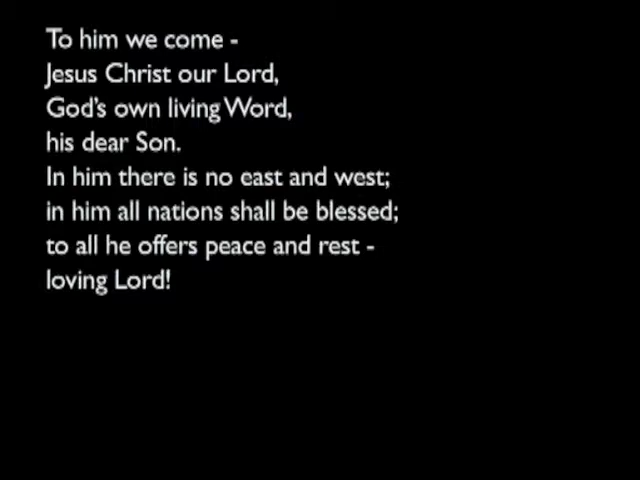 To him we come -
Jesus Christ our Lord,
God's own living Word,
his dear Son.
In him there is no east and west;
in him all nations shall be blessed;
to all he offers peace and rest -
loving Lord!